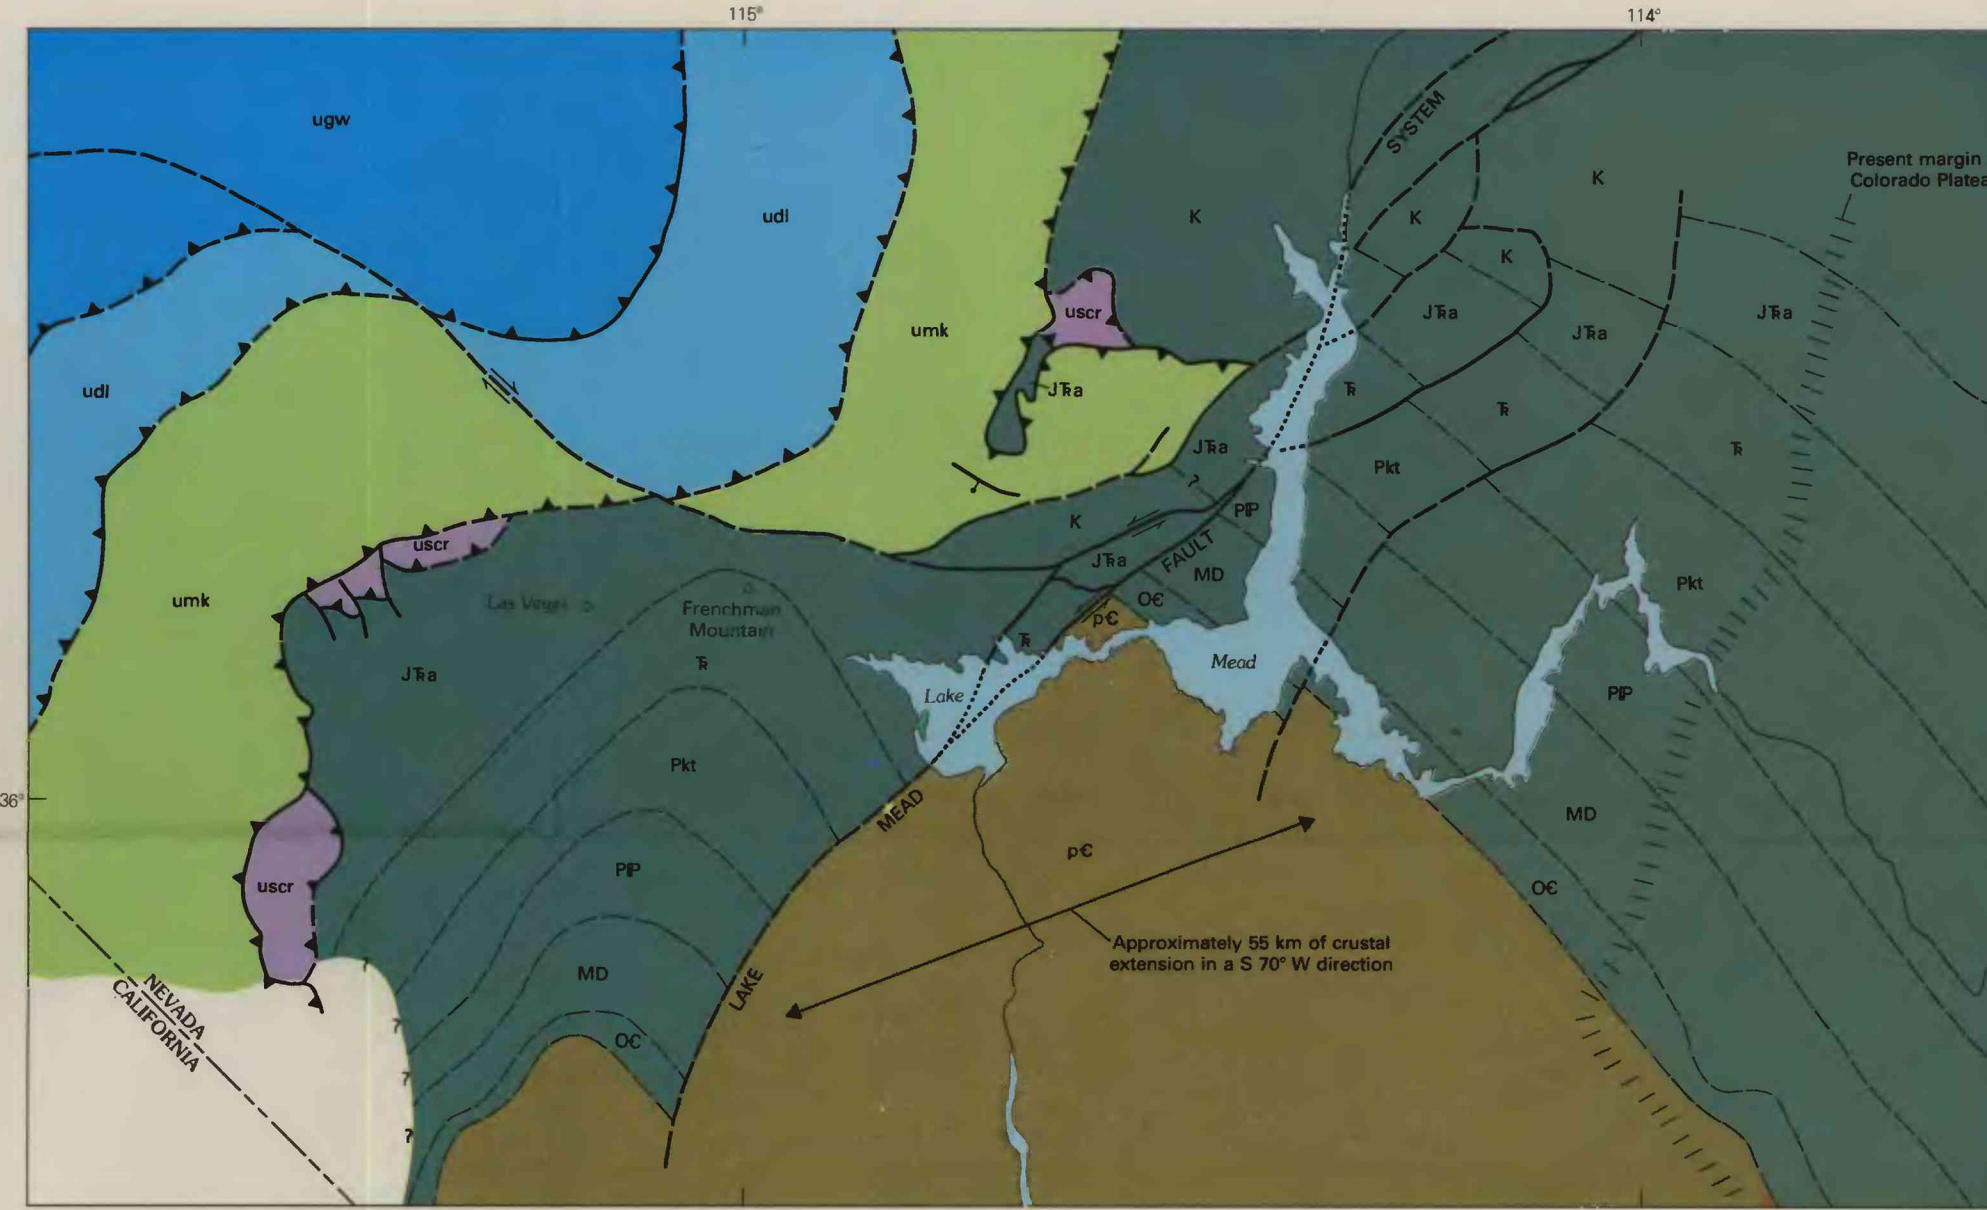 115°
114°
ugw
SYSTEM
Present margin
Colorado Platea
K
K
K
udl
K
uscr
JTRa
JTRa
JTRa
umk
udl
JTRa
TR
TR
JTRa
Pkt
TR
?
PIP
K
uscr
JTRa
FAULT
MD
Pkt
umk
Las Vegas
Frenchman
Mountain
OЄ
pЄ
TR
JTRa
TR
Lake
Mead
PIP
Pkt
36°
MEAD
MD
pЄ
PIP
uscr
OЄ
Approximately 55 km of crustal
extension in a S 70° W direction
?
MD
LAKE
NEVADA
CALIFORNIA
?
OЄ
?
?